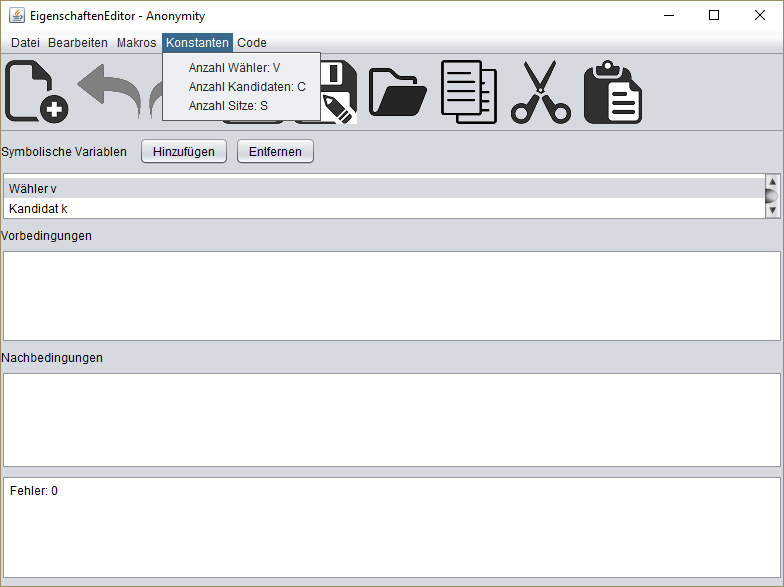 EigenschaftenEditor - Anonymity
Datei Bearbeiten Makros Konstanten Code
Anzahl Wähler: V
Anzahl Kandidaten: C
Anzahl Sitze: S
Symbolische Variablen Hinzufügen Entfernen
Wähler v
Kandidat k
Vorbedingungen
Nachbedingungen
Fehler: 0